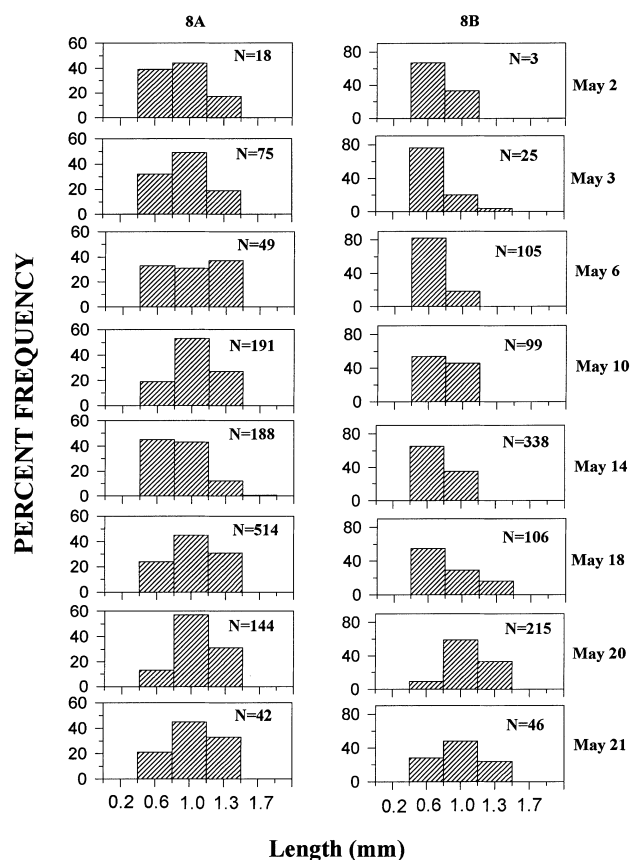 8A 8B
60 N=18 80 N=3 May 2
40
40
20
0 0
60 N=75 80 N=25 May 3
40
40
20
0 0
60 N=49 80 N=105 May 6
40
40
20
0 0
60 N=191 80 N=99 May 10
40
40
20
0 0
60 N=188 80 N=338 May 14
40
40
20
0 0
60 N=514 80 N=106 May 18
40
40
20
0 0
60 N=144 80 N=215 May 20
40
40
20
0 0
60 N=42 80 N=46 May 21
40
40
20
0 0
0.2 0.6 1.0 1.3 1.7 0.2 0.6 1.0 1.3 1.7
PERCENT FREQUENCY
Length (mm)